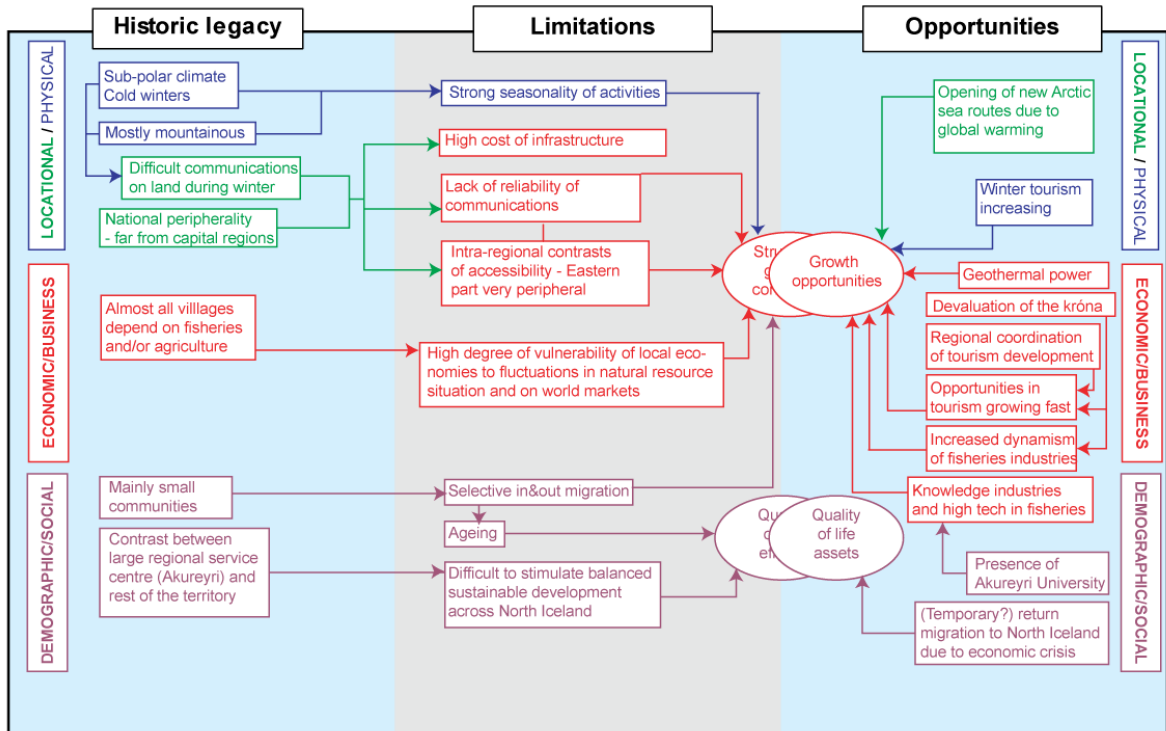 Historic legacy
Limitations
Opportunities
LOCATIONAL / PHYSICAL
Sub-polar climate
Cold winters
Mostly mountainous
Difficult communications
on land during winter
National peripherality
- far from capital regions
ECONOMIC/BUSINESS
Almost all villlages
depend on fisheries
and/or agriculture
DEMOGRAPHIC/SOCIAL
Mainly small
communities
Contrast between
large regional service
centre (Akureyri) and
rest of the territory
Strong seasonality of activities
High cost of infrastructure
Lack of reliability of
communications
Intra-regional contrasts
of accessibility - Eastern
part very peripheral
High degree of vulnerability of local eco-
nomies to fluctuations in natural resource
situation and on world markets
Selective in&out migration
Ageing
Difficult to stimulate balanced
sustainable development
across North Iceland
Growth
opportunities
Quality
of life
assets
Opening of new Arctic
sea routes due to
global warming
Winter tourism
increasing
Geothermal power
Devaluation of the króna
Regional coordination
of tourism development
Opportunities in
tourism growing fast
Increased dynamism
of fisheries industries
Knowledge industries
and high tech in fisheries
Presence of
Akureyri University
(Temporary?) return
migration to North Iceland
due to economic crisis
LOCATIONAL / PHYSICAL
ECONOMIC/BUSINESS
DEMOGRAPHIC/SOCIAL